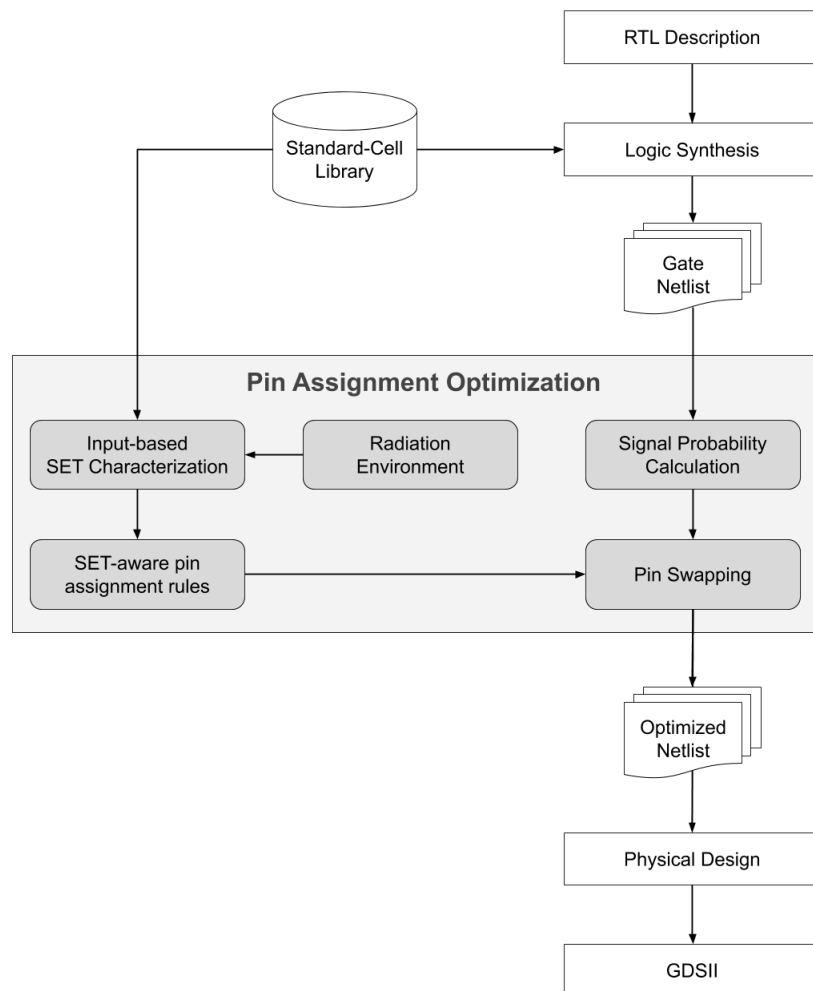 RTL Description
Standard-Cell
Library
Logic Synthesis
Gate
Netlist
Pin Assignment Optimization
Input-based
SET Characterization
Radiation
Environment
Signal Probability
Calculation
SET-aware pin
assignment rules
Pin Swapping
Optimized
Netlist
Physical Design
GDSII